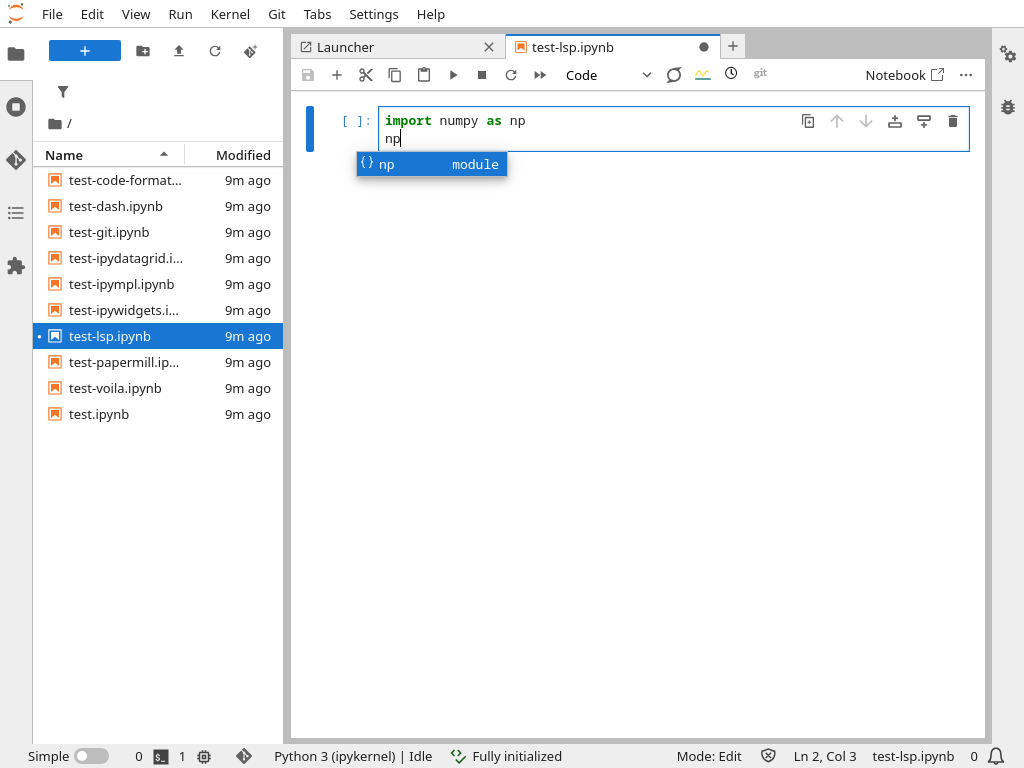 File Edit View Run Kernel Git Tabs Settings Help
Launcher
test-lsp.ipynb
Code
git
Notebook
/
Name Modified
test-code-format... 9m ago
test-dash.ipynb 9m ago
test-git.ipynb 9m ago
test-ipydatagrid.i... 9m ago
test-ipympl.ipynb 9m ago
test-ipywidgets.i... 9m ago
test-lsp.ipynb 9m ago
test-papermill.ip... 9m ago
test-voila.ipynb 9m ago
test.ipynb 9m ago
[ ]: import numpy as np
np
{} np module
Simple 0 $_ 1 Python 3 (ipykernel) | Idle Fully initialized Mode: Edit Ln 2, Col 3 test-lsp.ipynb 0